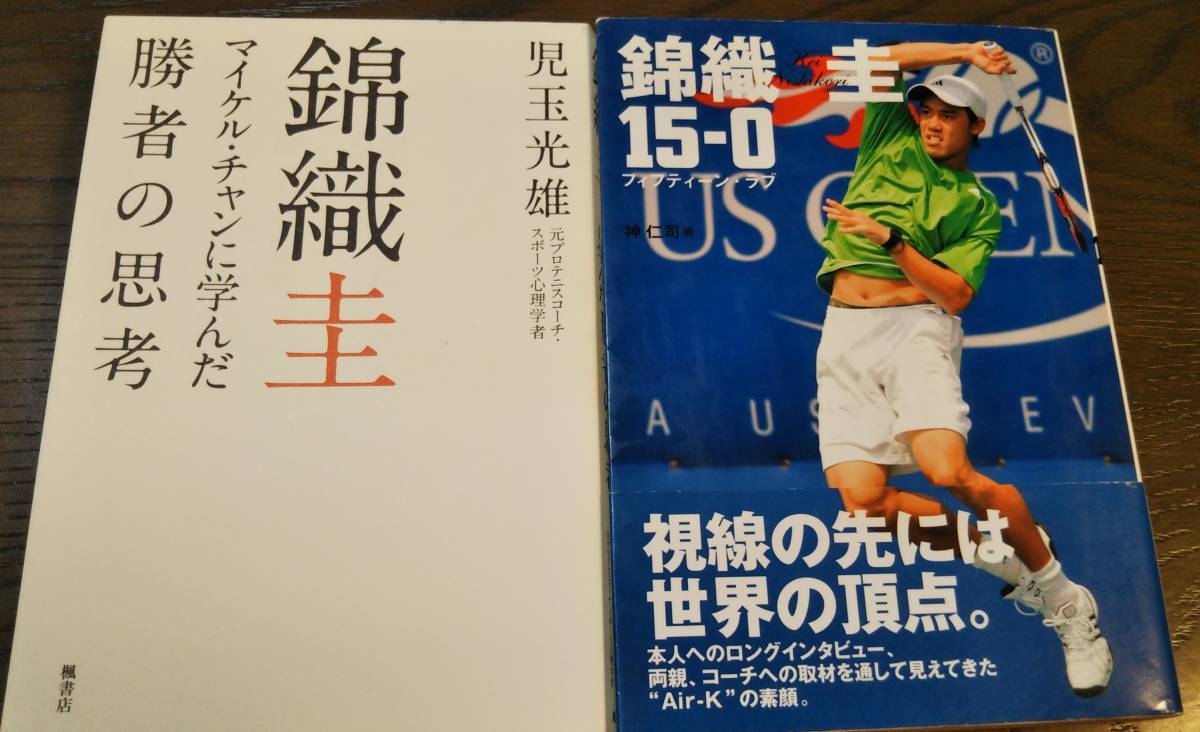 児玉光雄
元プロテニスコーチ・
スポーツ心理学者
錦織圭
マイケル・チャンに学んだ
勝者の思考
楓書店
錦織 圭
Kei
Nishikori
15-0
フィフティーン・ラブ
神 仁司 著
®
US OPEN
A US EV
視線の先には
世界の頂点。
本人へのロングインタビュー、
両親、コーチへの取材を通して見えてきた
“Air-K”の素顔。